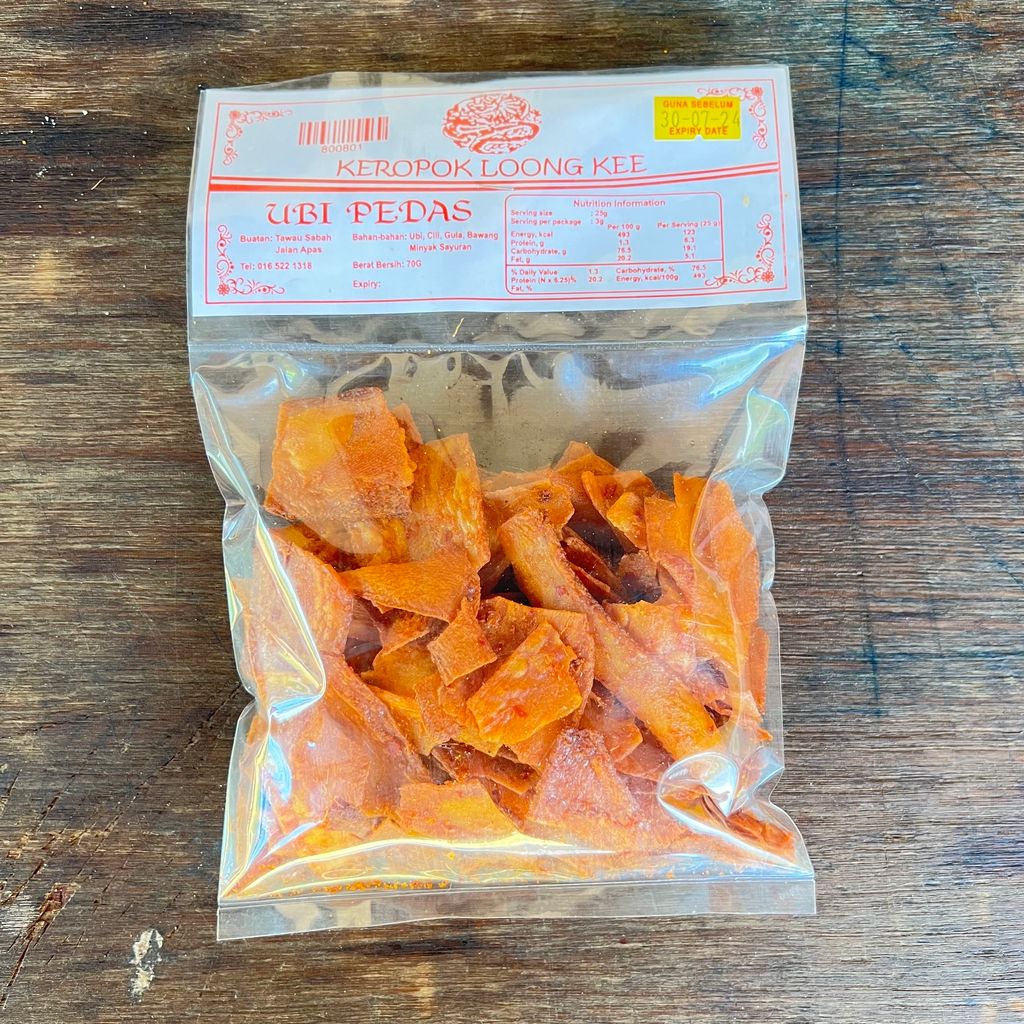 GUNA SEBELUM
30-07-24
EXPIRY DATE
800801
KEROPOK LOONG KEE
UBI PEDAS
Buatan: Tawau Sabah
Jalan Apas
Tel: 016 522 1318
Bahan-bahan: Ubi, Cili, Gula, Bawang
Minyak Sayuran
Berat Bersih: 70G
Expiry:
Nutrition Information
Serving size : 25g
Serving per package : 3g
Per 100 g Per Serving (25 g)
Energy, kcal 493 123
Protein, g 1.3 8.3
Carbohydrate, g 76.5 19.1
Fat, g 20.2 5.1
% Daily Value 1.3 Carbohydrate, % 76.5
Protein (N x 6.25)% 20.2 Energy, kcal/100g 493
Fat, %